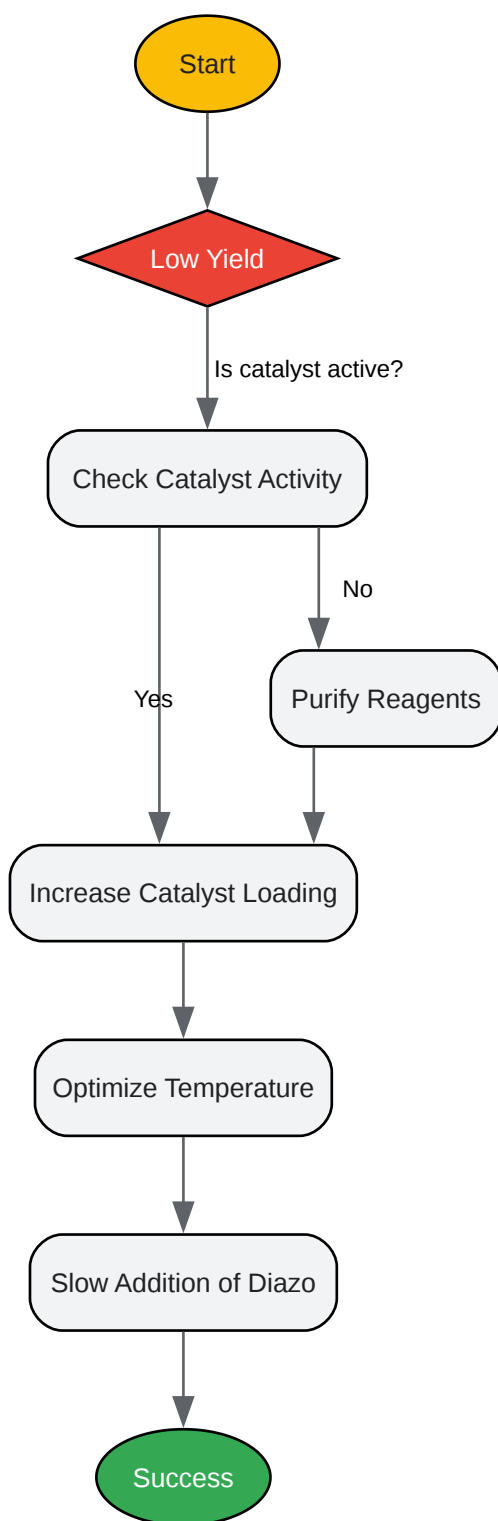 Start
Low Yield
Is catalyst active?
Check Catalyst Activity
No
Yes
Purify Reagents
Increase Catalyst Loading
Optimize Temperature
Slow Addition of Diazo
Success